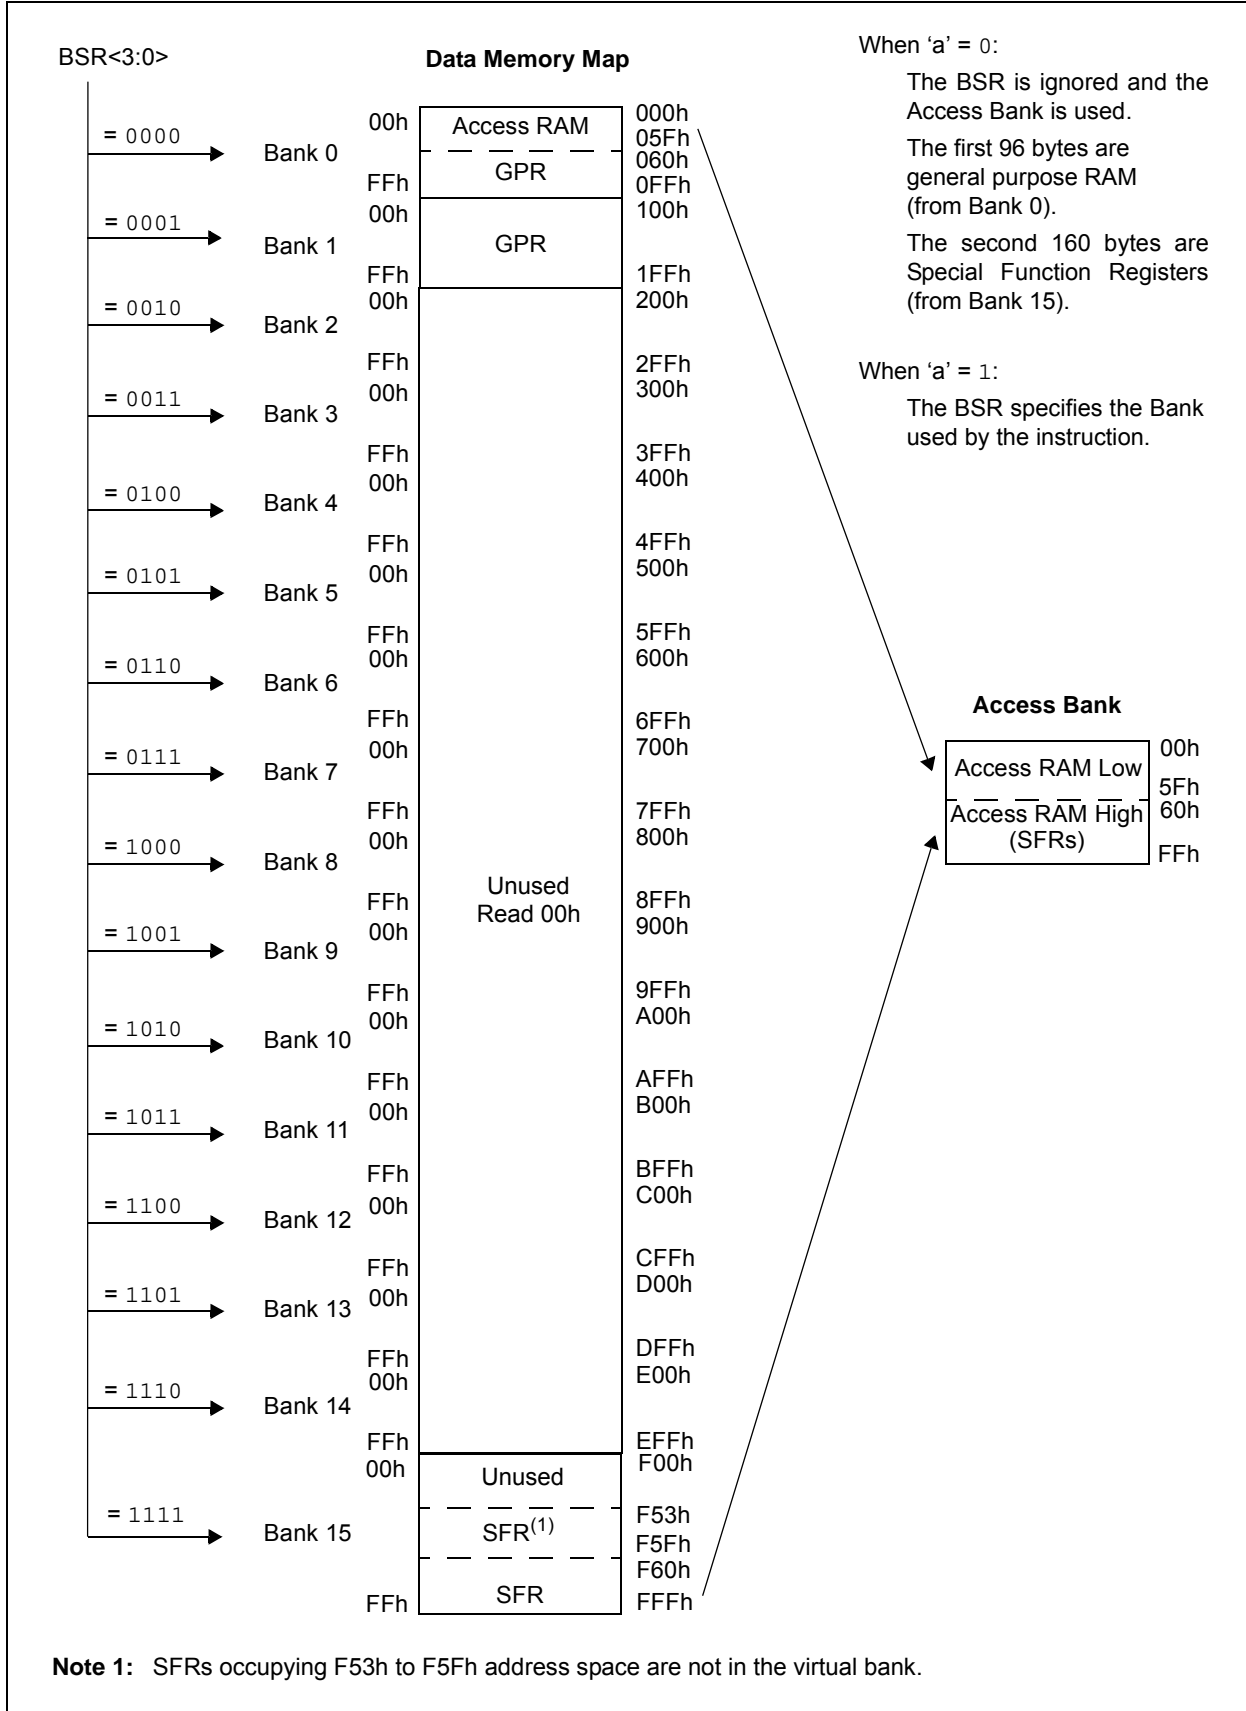 BSR<3:0>
Data Memory Map
When ‘a’ = 0:
The BSR is ignored and the
Access Bank is used.
The first 96 bytes are
general purpose RAM
(from Bank 0).
The second 160 bytes are
Special Function Registers
(from Bank 15).
When ‘a’ = 1:
The BSR specifies the Bank
used by the instruction.
= 0000
Bank 0
00h
FFh
Access RAM
GPR
000h
05Fh
060h
0FFh
= 0001
Bank 1
00h
FFh
GPR
100h
1FFh
= 0010
Bank 2
00h
FFh
200h
2FFh
= 0011
Bank 3
00h
FFh
300h
3FFh
= 0100
Bank 4
00h
FFh
400h
4FFh
= 0101
Bank 5
00h
FFh
500h
5FFh
= 0110
Bank 6
00h
FFh
600h
6FFh
= 0111
Bank 7
00h
FFh
700h
7FFh
= 1000
Bank 8
00h
FFh
800h
8FFh
Unused
Read 00h
= 1001
Bank 9
00h
FFh
900h
9FFh
= 1010
Bank 10
00h
FFh
A00h
AFFh
= 1011
Bank 11
00h
FFh
B00h
BFFh
= 1100
Bank 12
00h
FFh
C00h
CFFh
= 1101
Bank 13
00h
FFh
D00h
DFFh
= 1110
Bank 14
00h
FFh
E00h
EFFh
= 1111
Bank 15
00h
FFh
Unused
SFR(1)
SFR
F00h
F53h
F5Fh
F60h
FFFh
Access Bank
Access RAM Low
Access RAM High
(SFRs)
00h
5Fh
60h
FFh
Note 1: SFRs occupying F53h to F5Fh address space are not in the virtual bank.